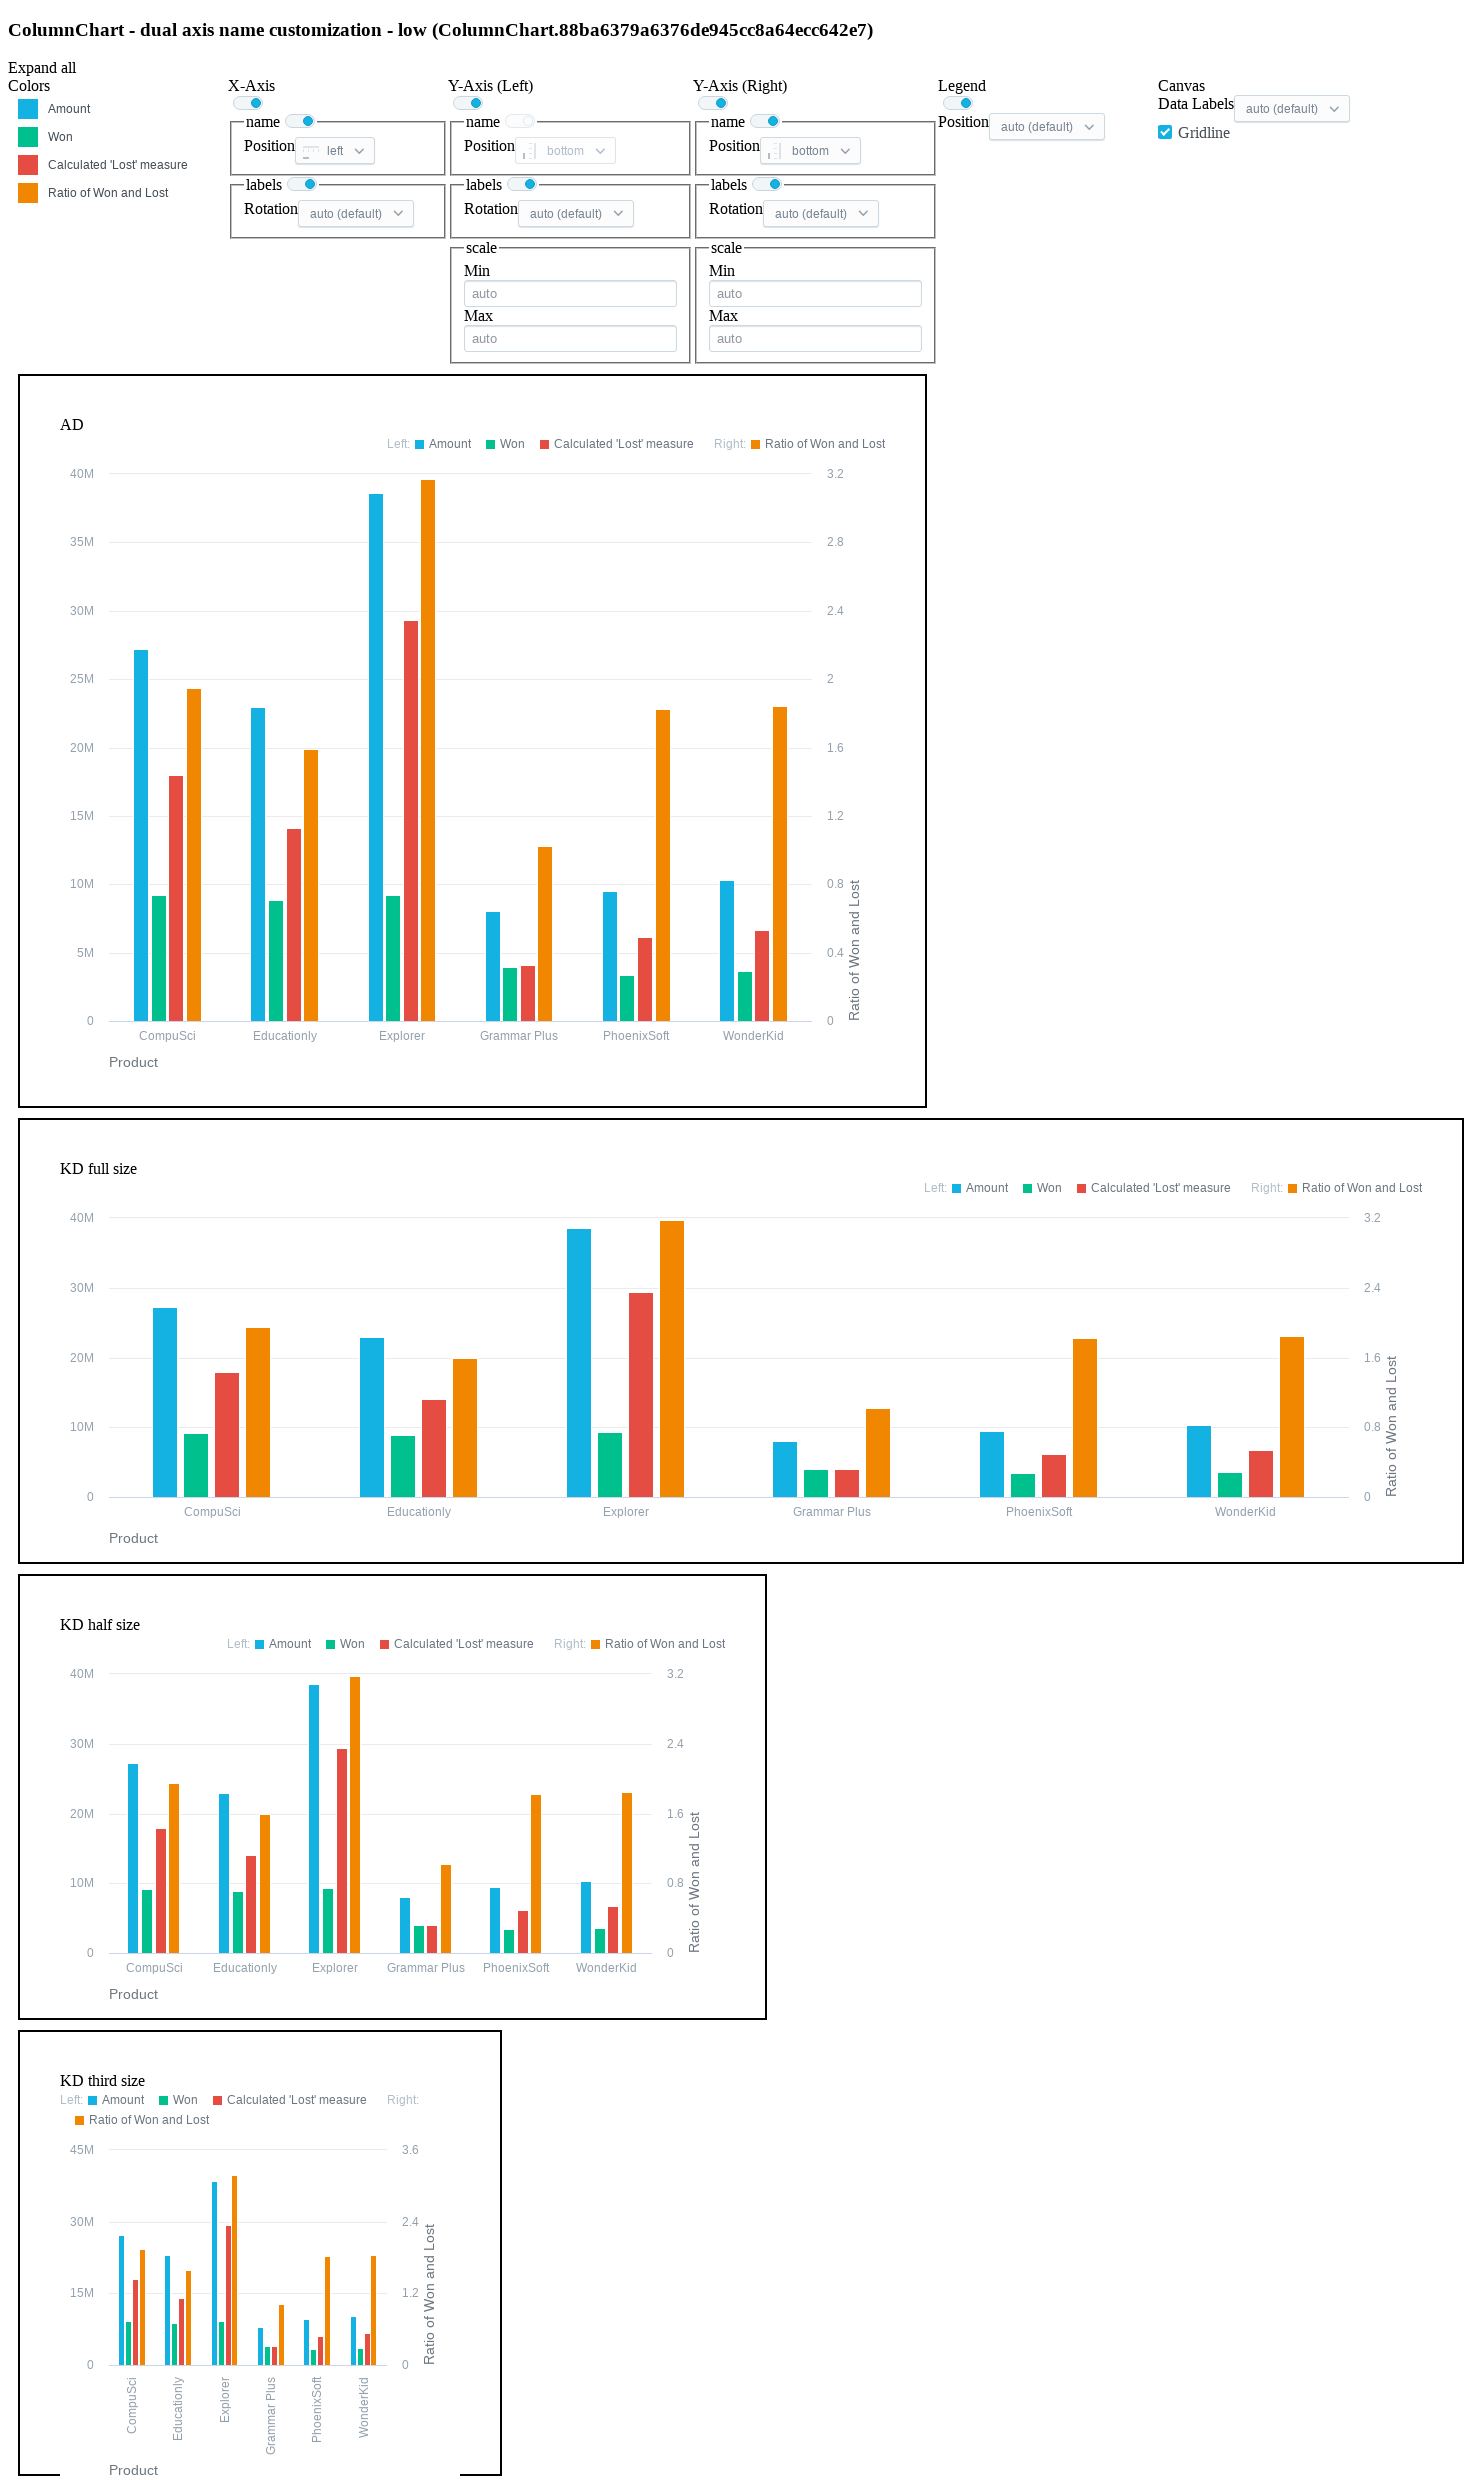 ColumnChart - dual axis name customization - low (ColumnChart.88ba6379a6376de945cc8a64ecc642e7)
Expand all
Colors
Amount
Won
Calculated 'Lost' measure
Ratio of Won and Lost
X-Axis
name
Position left
labels
Rotation auto (default)
Y-Axis (Left)
name
Position bottom
labels
Rotation auto (default)
scale
Min
auto
Max
auto
Y-Axis (Right)
name
Position bottom
labels
Rotation auto (default)
scale
Min
auto
Max
auto
Legend
Position auto (default)
Canvas
Data Labels auto (default)
Gridline
AD
Left: Amount Won Calculated 'Lost' measure Right: Ratio of Won and Lost
40M 3.2
35M 2.8
30M 2.4
25M 2
20M 1.6
15M 1.2
10M 0.8
5M 0.4
0 0
Ratio of Won and Lost
CompuSci Educationly Explorer Grammar Plus PhoenixSoft WonderKid
Product
KD full size
Left: Amount Won Calculated 'Lost' measure Right: Ratio of Won and Lost
40M 3.2
30M 2.4
20M 1.6
10M 0.8
0 0
Ratio of Won and Lost
CompuSci Educationly Explorer Grammar Plus PhoenixSoft WonderKid
Product
KD half size
Left: Amount Won Calculated 'Lost' measure Right: Ratio of Won and Lost
40M 3.2
30M 2.4
20M 1.6
10M 0.8
0 0
Ratio of Won and Lost
CompuSci Educationly Explorer Grammar Plus PhoenixSoft WonderKid
Product
KD third size
Left: Amount Won Calculated 'Lost' measure Right:
Ratio of Won and Lost
45M 3.6
30M 2.4
15M 1.2
0 0
Ratio of Won and Lost
CompuSci Educationly Explorer Grammar Plus PhoenixSoft WonderKid
Product